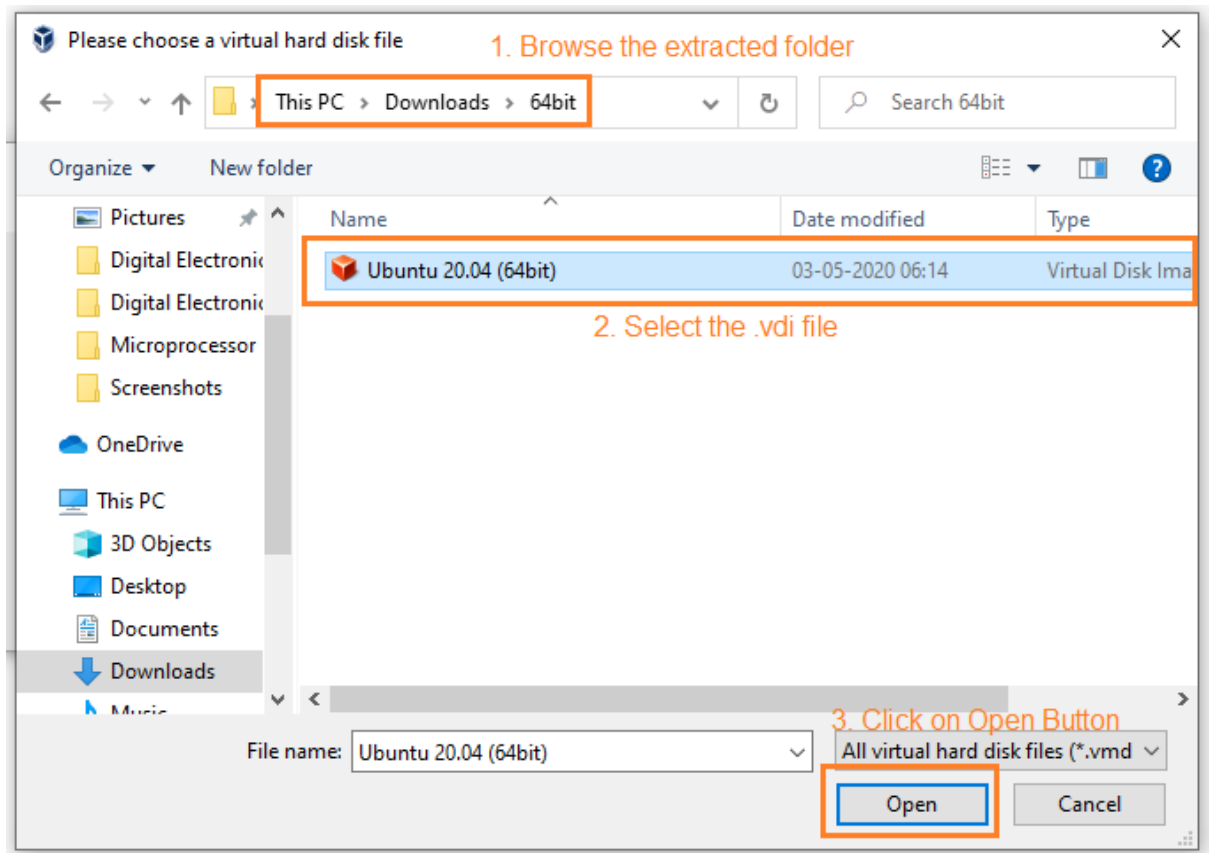 Please choose a virtual hard disk file
1. Browse the extracted folder
This PC > Downloads > 64bit
Search 64bit
Organize
New folder
Pictures
Digital Electronic
Digital Electronic
Microprocessor
Screenshots
OneDrive
This PC
3D Objects
Desktop
Documents
Downloads
Music
Name
Date modified
Type
Ubuntu 20.04 (64bit)
03-05-2020 06:14
Virtual Disk Ima
2. Select the .vdi file
3. Click on Open Button
File name:
Ubuntu 20.04 (64bit)
All virtual hard disk files (*.vmd
Open
Cancel